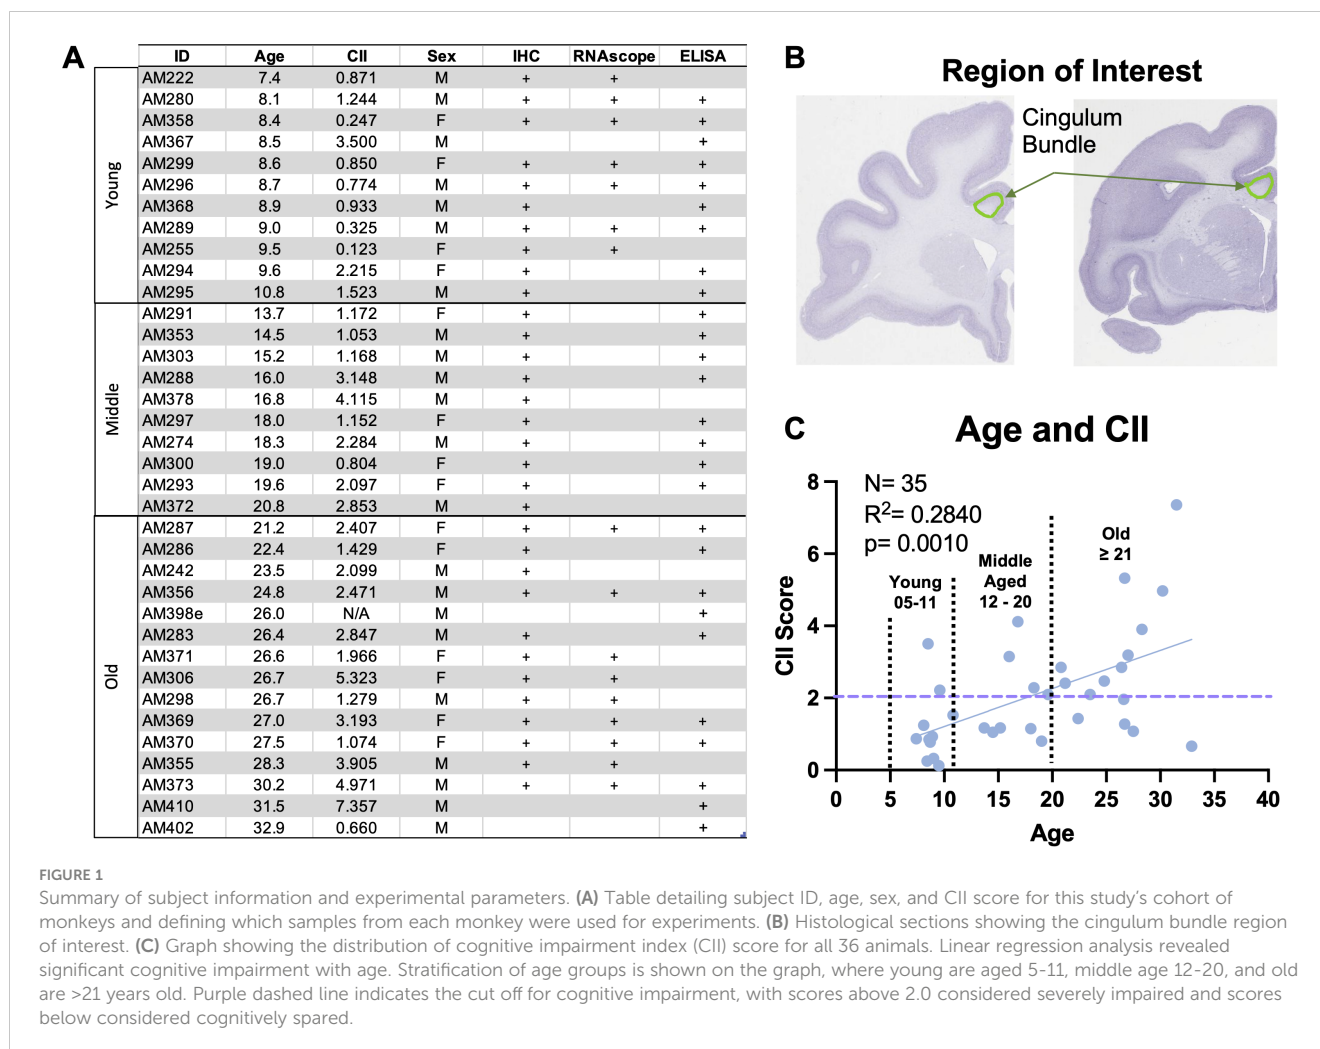 A
ID Age CII Sex IHC RNAscope ELISA
Young
AM222 7.4 0.871 M + +
AM280 8.1 1.244 M + + +
AM358 8.4 0.247 F + + +
AM367 8.5 3.500 M +
AM299 8.6 0.850 F + + +
AM296 8.7 0.774 M + + +
AM368 8.9 0.933 M + +
AM289 9.0 0.325 M + + +
AM255 9.5 0.123 F + +
AM294 9.6 2.215 F + +
AM295 10.8 1.523 M + +
Middle
AM291 13.7 1.172 F + +
AM353 14.5 1.053 M + +
AM303 15.2 1.168 M + +
AM288 16.0 3.148 M + +
AM378 16.8 4.115 M +
AM297 18.0 1.152 F + +
AM274 18.3 2.284 M + +
AM300 19.0 0.804 F + +
AM293 19.6 2.097 F + +
AM372 20.8 2.853 M +
Old
AM287 21.2 2.407 F + + +
AM286 22.4 1.429 F + +
AM242 23.5 2.099 M +
AM356 24.8 2.471 M + + +
AM398e 26.0 N/A M +
AM283 26.4 2.847 M + +
AM371 26.6 1.966 F + +
AM306 26.7 5.323 F + +
AM298 26.7 1.279 M + +
AM369 27.0 3.193 F + + +
AM370 27.5 1.074 F + + +
AM355 28.3 3.905 M + +
AM373 30.2 4.971 M + + +
AM410 31.5 7.357 M +
AM402 32.9 0.660 M +
B
Region of Interest
Cingulum
Bundle
C
Age and CII
N= 35
R²= 0.2840
p= 0.0010
Young
05-11
Middle
Aged
12 - 20
Old
≥ 21
CII Score
8
6
4
2
0
0 5 10 15 20 25 30 35 40
Age
FIGURE 1
Summary of subject information and experimental parameters. (A) Table detailing subject ID, age, sex, and CII score for this study's cohort of
monkeys and defining which samples from each monkey were used for experiments. (B) Histological sections showing the cingulum bundle region
of interest. (C) Graph showing the distribution of cognitive impairment index (CII) score for all 36 animals. Linear regression analysis revealed
significant cognitive impairment with age. Stratification of age groups is shown on the graph, where young are aged 5-11, middle age 12-20, and old
are >21 years old. Purple dashed line indicates the cut off for cognitive impairment, with scores above 2.0 considered severely impaired and scores
below considered cognitively spared.